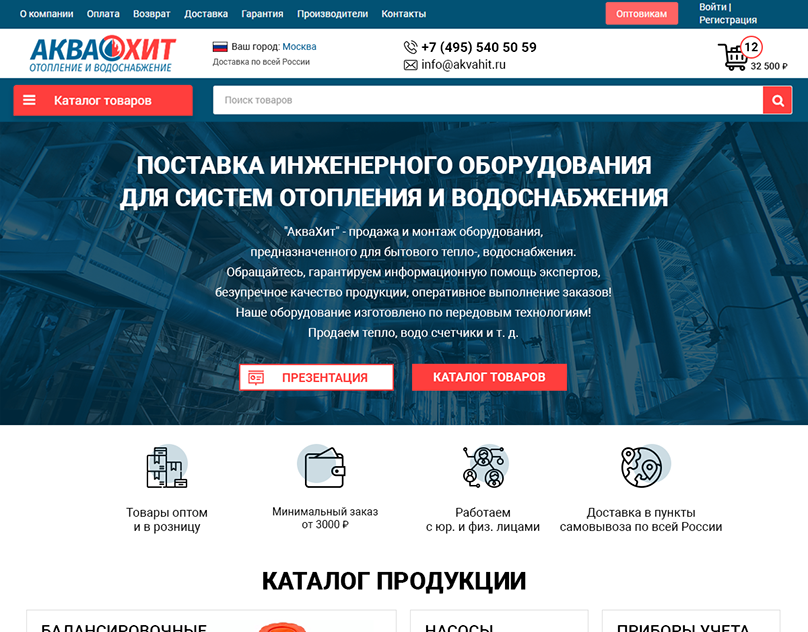 О компании Оплата Возврат Доставка Гарантия Производители Контакты
Оптовикам
Войти |
Регистрация
АКВА ХИТ
ОТОПЛЕНИЕ И ВОДОСНАБЖЕНИЕ
Ваш город: Москва
Доставка по всей России
+7 (495) 540 50 59
info@akvahit.ru
12
32 500 ₽
Каталог товаров
Поиск товаров
ПОСТАВКА ИНЖЕНЕРНОГО ОБОРУДОВАНИЯ
ДЛЯ СИСТЕМ ОТОПЛЕНИЯ И ВОДОСНАБЖЕНИЯ
"АкваХит" - продажа и монтаж оборудования,
предназначенного для бытового тепло-, водоснабжения.
Обращайтесь, гарантируем информационную помощь экспертов,
безупречное качество продукции, оперативное выполнение заказов!
Наше оборудование изготовлено по передовым технологиям!
Продаем тепло, водо счетчики и т. д.
ПРЕЗЕНТАЦИЯ
КАТАЛОГ ТОВАРОВ
Товары оптом
и в розницу
Минимальный заказ
от 3000 ₽
Работаем
с юр. и физ. лицами
Доставка в пункты
самовывоза по всей России
КАТАЛОГ ПРОДУКЦИИ
БАЛАНСИРОВОЧНЫЕ
НАСОСЫ
ПРИБОРЫ УЧЕТА